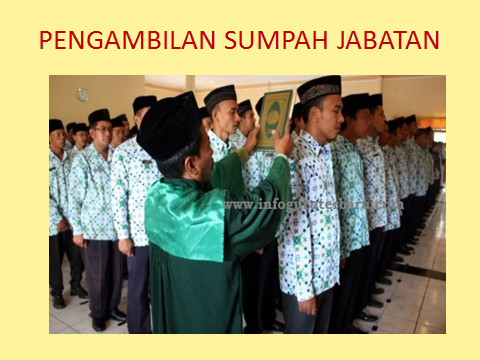 PENGAMBILAN SUMPAH JABATAN
www.infoguruterbaru.com